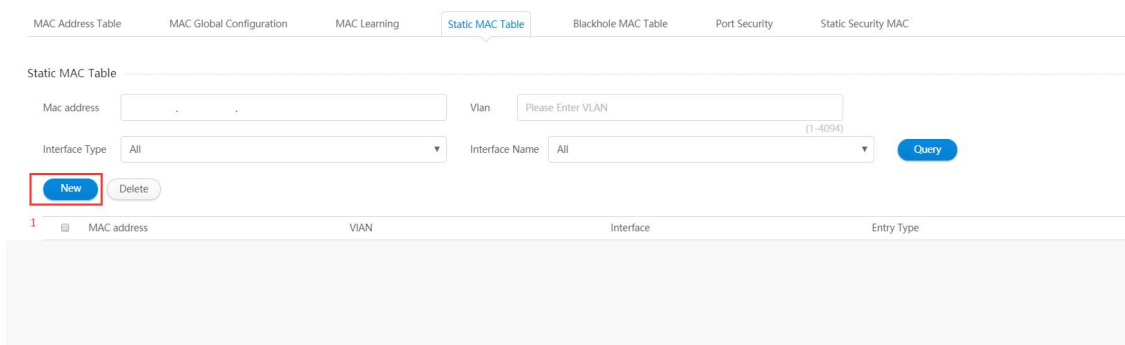 MAC Address Table MAC Global Configuration MAC Learning Static MAC Table Blackhole MAC Table Port Security Static Security MAC
Static MAC Table
Mac address . . Vlan Please Enter VLAN
(1-4094)
Interface Type All Interface Name All Query
New Delete
1 MAC address VIAN Interface Entry Type